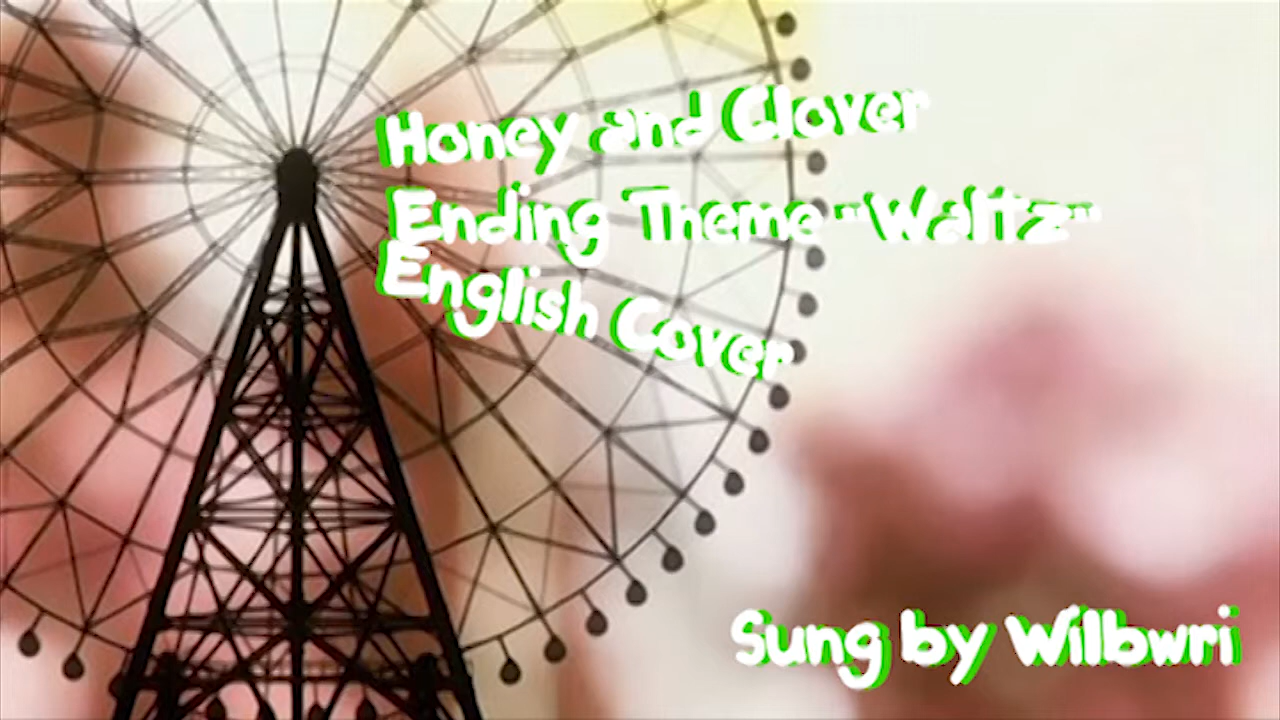 Honey and Clover
Ending Theme "Waltz"
English Cover
Sung by Wilbwri